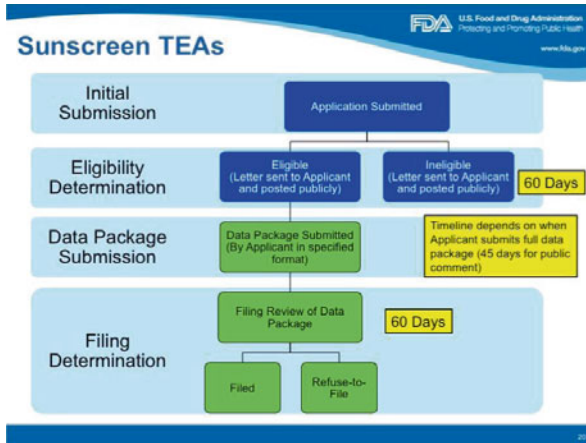 FDA U.S. Food and Drug Administration
Protecting and Promoting Public Health
www.fda.gov
Sunscreen TEAs
Initial
Submission
Application Submitted
Eligibility
Determination
Eligible
(Letter sent to Applicant
and posted publicly)
Ineligible
(Letter sent to Applicant
and posted publicly)
60 Days
Data Package
Submission
Data Package Submitted
(By Applicant in specified
format)
Timeline depends on when
Applicant submits full data
package (45 days for public
comment)
Filing
Determination
Filing Review of Data
Package
60 Days
Filed
Refuse-to-
File